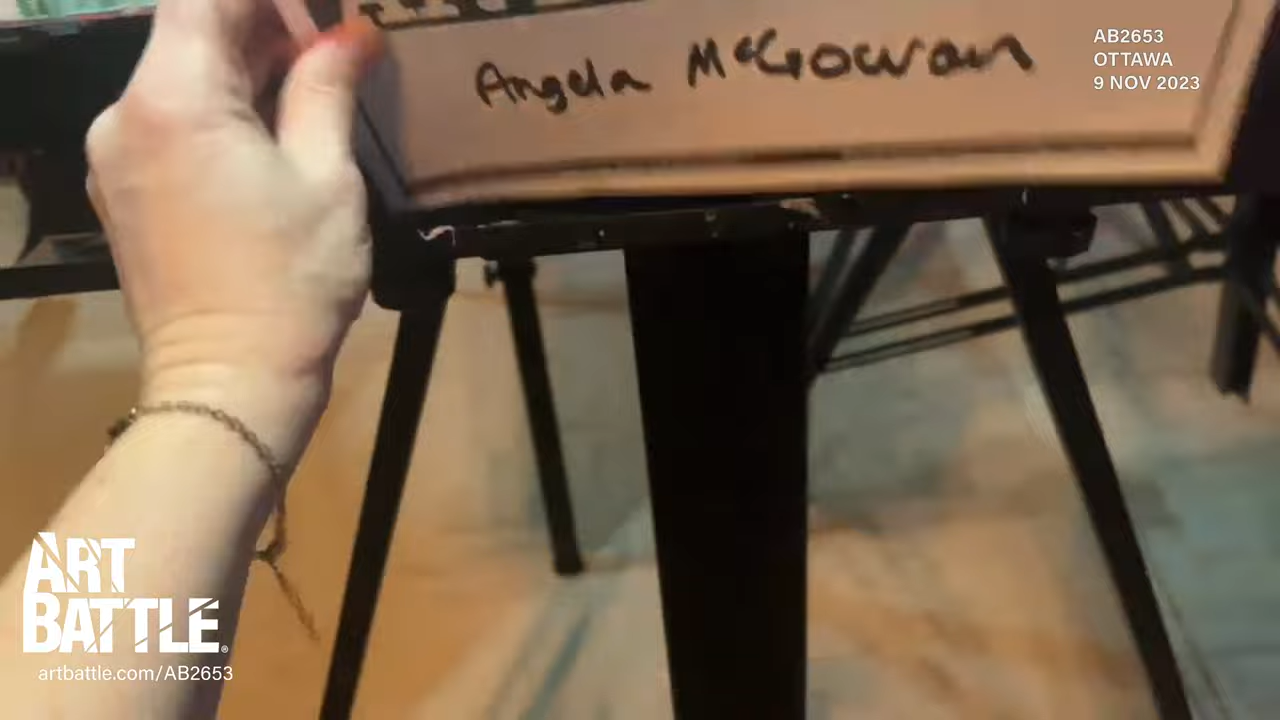 Angela McGowan
AB2653
OTTAWA
9 NOV 2023
ART
BATTLE®
artbattle.com/AB2653